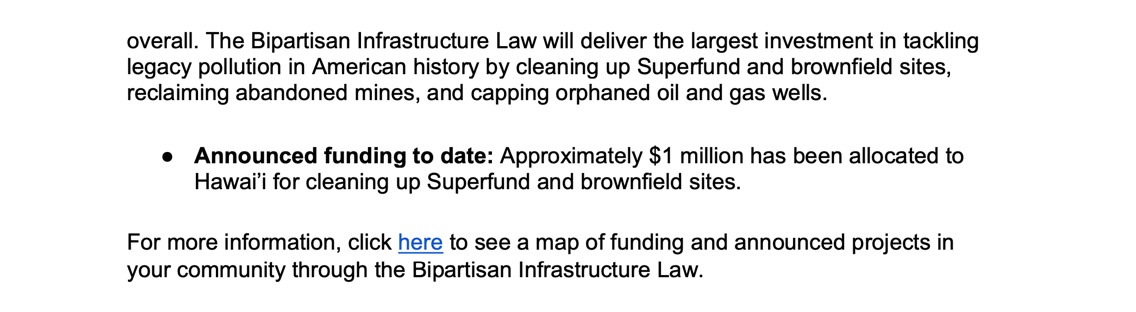 overall. The Bipartisan Infrastructure Law will deliver the largest investment in tackling
legacy pollution in American history by cleaning up Superfund and brownfield sites,
reclaiming abandoned mines, and capping orphaned oil and gas wells.
● Announced funding to date: Approximately $1 million has been allocated to
Hawai’i for cleaning up Superfund and brownfield sites.
For more information, click here to see a map of funding and announced projects in
your community through the Bipartisan Infrastructure Law.